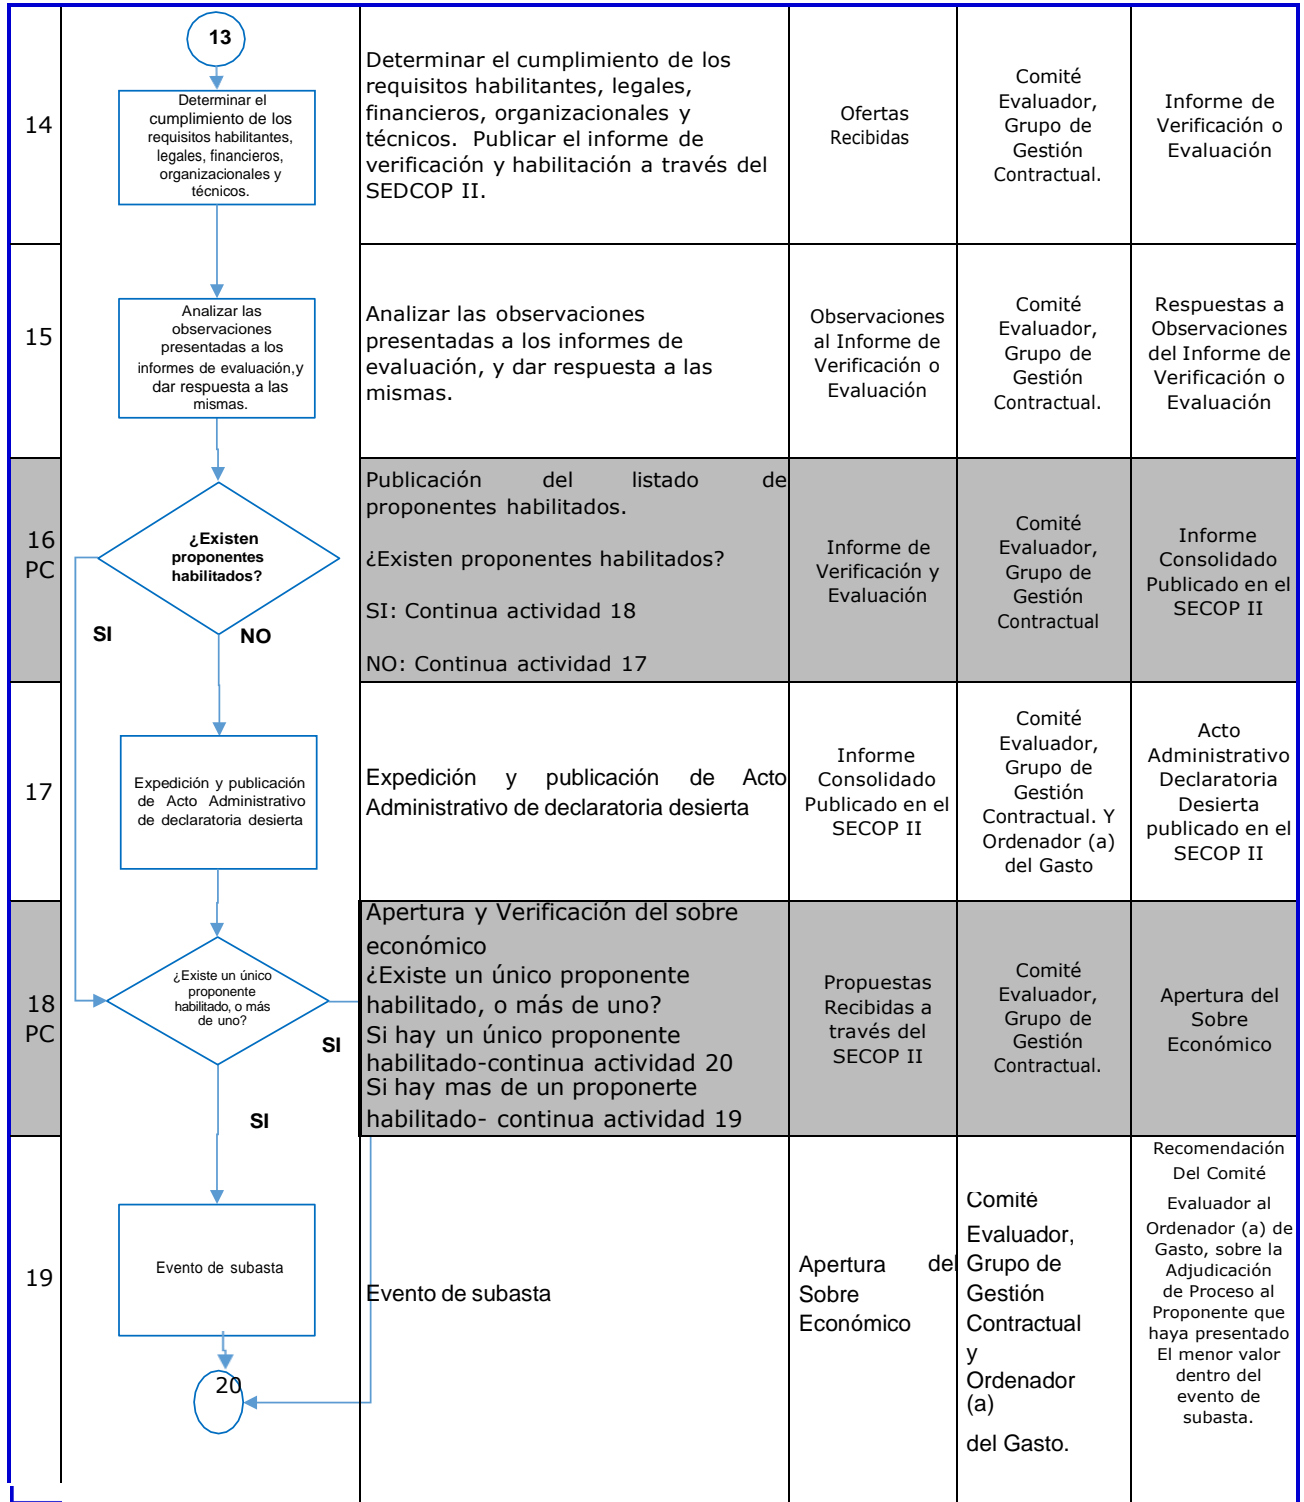 13
14
Determinar el
cumplimiento de los
requisitos habilitantes,
legales, financieros,
organizacionales y
técnicos.
Determinar el cumplimiento de los
requisitos habilitantes, legales,
financieros, organizacionales y
técnicos. Publicar el informe de
verificación y habilitación a través del
SEDCOP II.
Ofertas
Recibidas
Comité
Evaluador,
Grupo de
Gestión
Contractual.
Informe de
Verificación o
Evaluación
15
Analizar las
observaciones
presentadas a los
informes de evaluación,y
dar respuesta a las
mismas.
Analizar las observaciones
presentadas a los informes de
evaluación, y dar respuesta a las
mismas.
Observaciones
al Informe de
Verificación o
Evaluación
Comité
Evaluador,
Grupo de
Gestión
Contractual.
Respuestas a
Observaciones
del Informe de
Verificación o
Evaluación
16
PC
¿Existen
proponentes
habilitados?
SI
NO
Publicación del listado de
proponentes habilitados.
¿Existen proponentes habilitados?
SI: Continua actividad 18
NO: Continua actividad 17
Informe de
Verificación y
Evaluación
Comité
Evaluador,
Grupo de
Gestión
Contractual
Informe
Consolidado
Publicado en el
SECOP II
17
Expedición y publicación
de Acto Administrativo
de declaratoria desierta
Expedición y publicación de Acto
Administrativo de declaratoria desierta
Informe
Consolidado
Publicado en el
SECOP II
Comité
Evaluador,
Grupo de
Gestión
Contractual. Y
Ordenador (a)
del Gasto
Acto
Administrativo
Declaratoria
Desierta
publicado en el
SECOP II
18
PC
¿Existe un único
proponente
habilitado, o más
de uno?
SI
SI
Apertura y Verificación del sobre
económico
¿Existe un único proponente
habilitado, o más de uno?
Si hay un único proponente
habilitado-continua actividad 20
Si hay mas de un proponerte
habilitado- continua actividad 19
Propuestas
Recibidas a
través del
SECOP II
Comité
Evaluador,
Grupo de
Gestión
Contractual.
Apertura del
Sobre
Económico
19
Evento de subasta
20
Evento de subasta
Apertura del
Sobre
Económico
Comité
Evaluador,
Grupo de
Gestión
Contractual
y
Ordenador
(a)
del Gasto.
Recomendación
Del Comité
Evaluador al
Ordenador (a) de
Gasto, sobre la
Adjudicación
de Proceso al
Proponente que
haya presentado
El menor valor
dentro del
evento de
subasta.